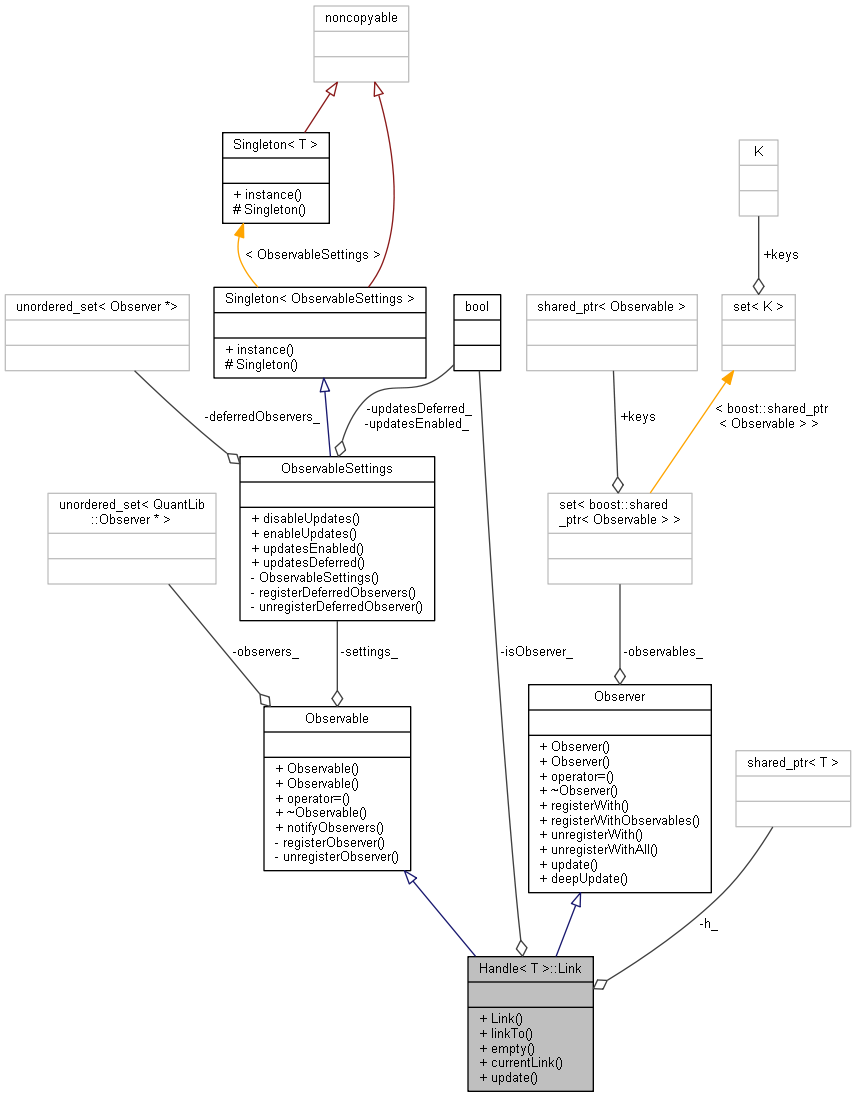 noncopyable
Singleton< T >
+ instance()
# Singleton()
K
< ObservableSettings >
+keys
unordered_set< Observer *>
Singleton< ObservableSettings >
+ instance()
# Singleton()
bool
shared_ptr< Observable >
set< K >
-deferredObservers_
-updatesDeferred_
-updatesEnabled_
+keys
< boost::shared_ptr
< Observable > >
ObservableSettings
+ disableUpdates()
+ enableUpdates()
+ updatesEnabled()
+ updatesDeferred()
- ObservableSettings()
- registerDeferredObservers()
- unregisterDeferredObserver()
unordered_set< QuantLib
::Observer * >
set< boost::shared
_ptr< Observable > >
-observers_
-settings_
-isObserver_
-observables_
Observable
+ Observable()
+ Observable()
+ operator=()
+ ~Observable()
+ notifyObservers()
- registerObserver()
- unregisterObserver()
Observer
+ Observer()
+ Observer()
+ operator=()
+ ~Observer()
+ registerWith()
+ registerWithObservables()
+ unregisterWith()
+ unregisterWithAll()
+ update()
+ deepUpdate()
shared_ptr< T >
-h_
Handle< T >::Link
+ Link()
+ linkTo()
+ empty()
+ currentLink()
+ update()